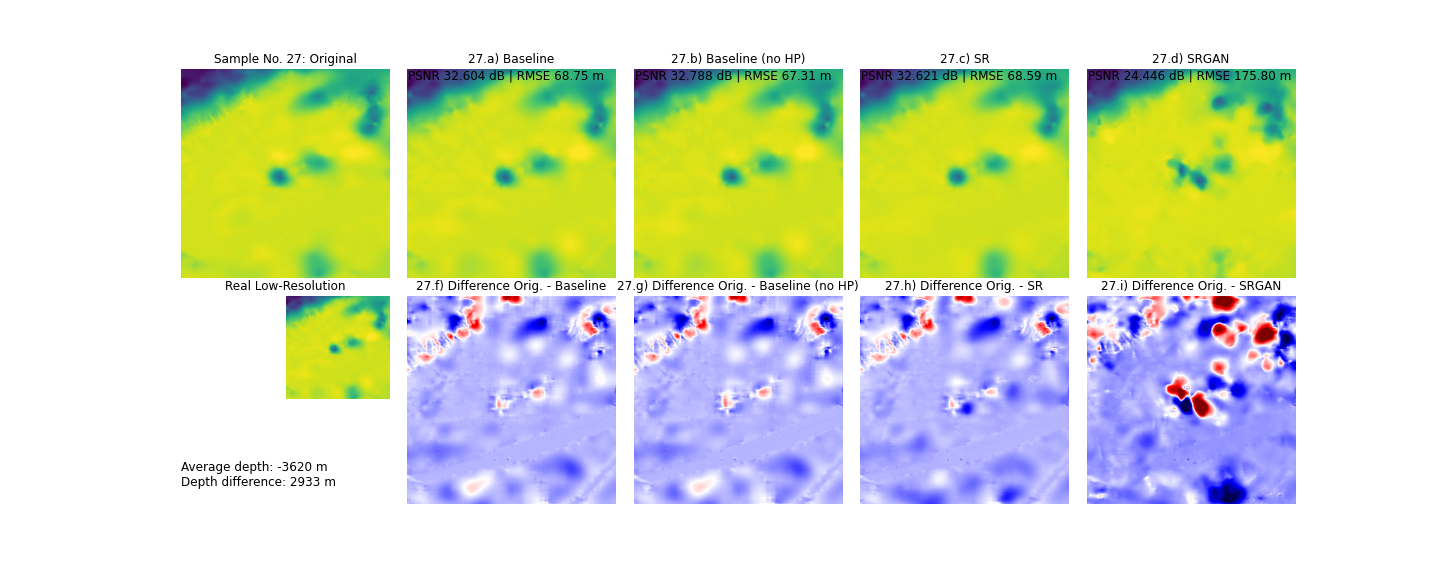 Sample No. 27: Original
27.a) Baseline
27.b) Baseline (no HP)
27.c) SR
27.d) SRGAN
PSNR 32.604 dB | RMSE 68.75 m
PSNR 32.788 dB | RMSE 67.31 m
PSNR 32.621 dB | RMSE 68.59 m
PSNR 24.446 dB | RMSE 175.80 m
Real Low-Resolution
27.f) Difference Orig. - Baseline
27.g) Difference Orig. - Baseline (no HP)
27.h) Difference Orig. - SR
27.i) Difference Orig. - SRGAN
Average depth: -3620 m
Depth difference: 2933 m